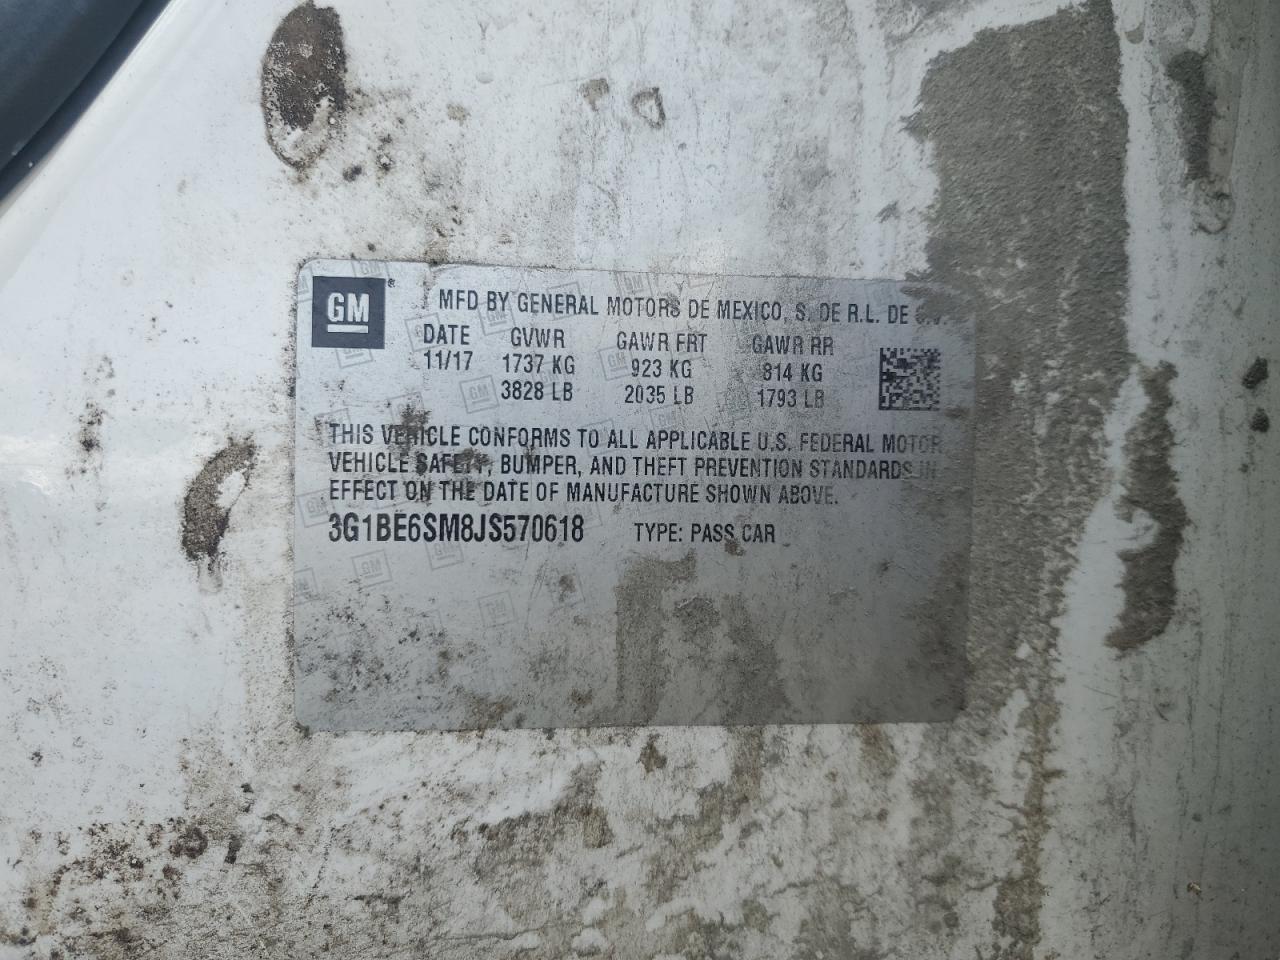 GM
MFD BY GENERAL MOTORS DE MEXICO, S. DE R.L. DE
DATE GVWR GAWR FRT GAWR RR
11/17 1737 KG 923 KG 814 KG
3828 LB 2035 LB 1793 LB
THIS VEHICLE CONFORMS TO ALL APPLICABLE U.S. FEDERAL MOTOR
VEHICLE SAFETY, BUMPER, AND THEFT PREVENTION STANDARDS IN
EFFECT ON THE DATE OF MANUFACTURE SHOWN ABOVE.
3G1BE6SM8JS570618 TYPE: PASS CAR